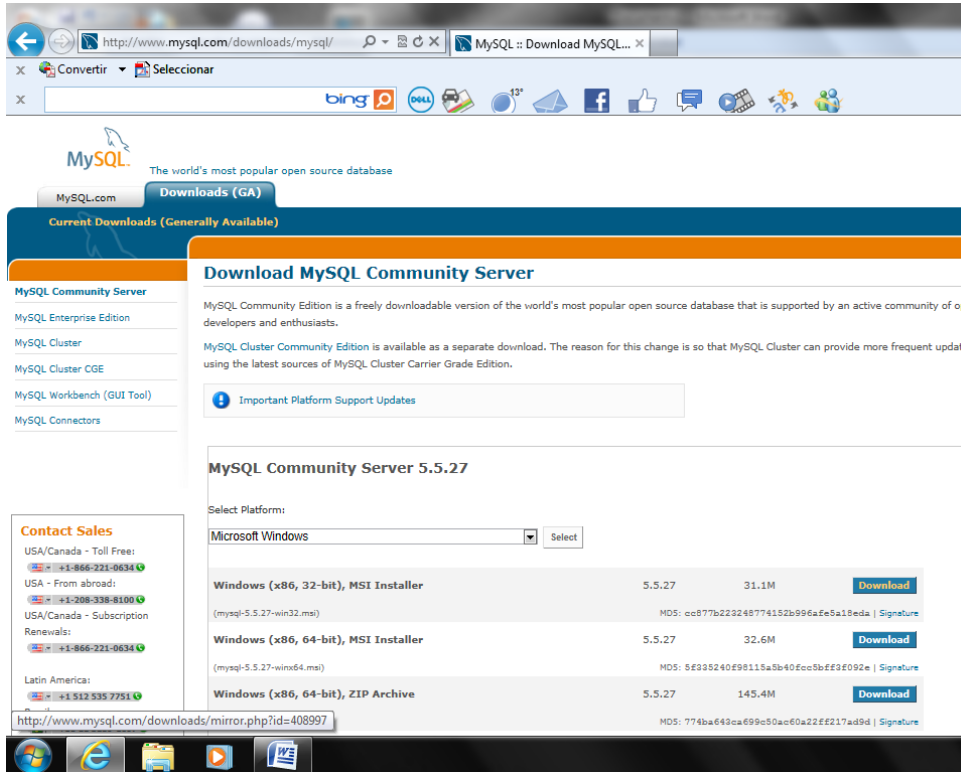 http://www.mysql.com/downloads/mysql/
MySQL :: Download MySQL...
Convertir
Seleccionar
bing
DELL
13°
MySQL
The world's most popular open source database
MySQL.com
Downloads (GA)
Current Downloads (Generally Available)
MySQL Community Server
MySQL Enterprise Edition
MySQL Cluster
MySQL Cluster CGE
MySQL Workbench (GUI Tool)
MySQL Connectors
Contact Sales
USA/Canada - Toll Free:
+1-866-221-0634
USA - From abroad:
+1-208-338-8100
USA/Canada - Subscription
Renewals:
+1-866-221-0634
Latin America:
+1 512 535 7751
http://www.mysql.com/downloads/mirror.php?id=408997
Download MySQL Community Server
MySQL Community Edition is a freely downloadable version of the world's most popular open source database that is supported by an active community of o
developers and enthusiasts.
MySQL Cluster Community Edition is available as a separate download. The reason for this change is so that MySQL Cluster can provide more frequent updat
using the latest sources of MySQL Cluster Carrier Grade Edition.
Important Platform Support Updates
MySQL Community Server 5.5.27
Select Platform:
Microsoft Windows
Select
Windows (x86, 32-bit), MSI Installer 5.5.27 31.1M Download
(mysql-5.5.27-win32.msi) MD5: cc877b223248774152b996afe5a18eda | Signature
Windows (x86, 64-bit), MSI Installer 5.5.27 32.6M Download
(mysql-5.5.27-winx64.msi) MD5: 5f335240f98115a5b40fcc5bff3f092e | Signature
Windows (x86, 64-bit), ZIP Archive 5.5.27 145.4M Download
MD5: 774ba643ca699c50ac60a22ff217ad9d | Signature